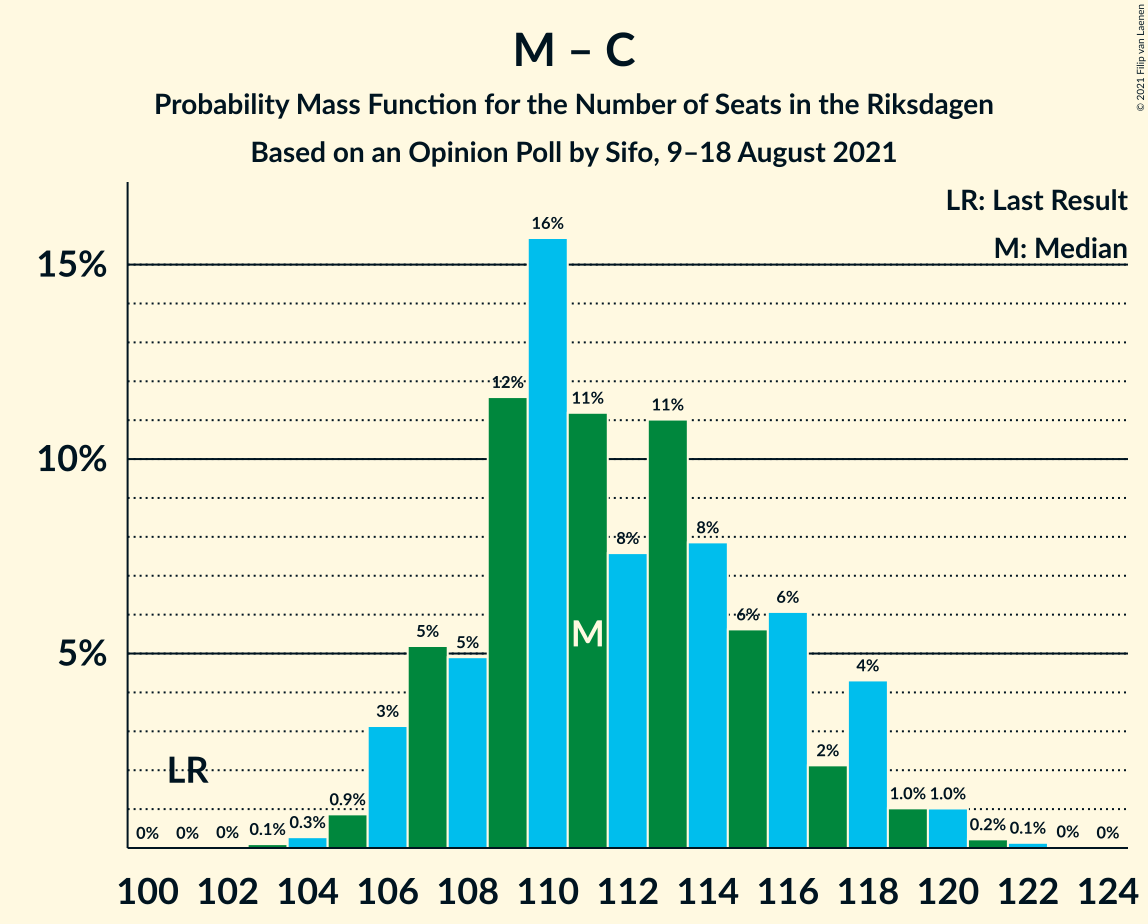 M – C
Probability Mass Function for the Number of Seats in the Riksdagen
Based on an Opinion Poll by Sifo, 9–18 August 2021
© 2021 Filip van Laenen
LR: Last Result
M: Median
15%
10%
5%
0% 0% 0% 0.1% 0.3% 0.9% 3% 5% 5% 12% 16% 11% 8% 11% 8% 6% 6% 2% 4% 1.0% 1.0% 0.2% 0.1% 0% 0%
M
LR
100 102 104 106 108 110 112 114 116 118 120 122 124